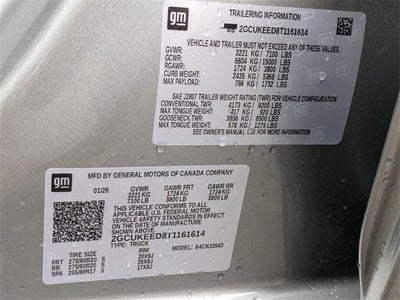 gm
TRAILERING INFORMATION
2GCUKEED8T1161614
VEHICLE AND TRAILER MUST NOT EXCEED ANY OF THESE VALUES.
GVWR: 3221 KG/ 7100 LBS
GCWR: 6804 KG/ 15000 LBS
RGAWR: 1724 KG/ 3800 LBS
CURB WEIGHT: 2435 KG/ 5368 LBS
MAX PAYLOAD: 786 KG/ 1732 LBS
SAE J2807 TRAILER WEIGHT RATING (TWR) FOR VEHICLE CONFIGURATION.
CONVENTIONAL TWR: 4173 KG/ 9200 LBS
MAX TONGUE: 417 KG/ 920 LBS
GOOSENECK TWR: 3856 KG/ 8500 LBS
MAX TONGUE: 578 KG/ 1275 LBS
SEE OWNER'S MANUAL
gm
MFD BY GENERAL MOTORS OF CANADA COMPANY
01/26 GVWR GAWR FRT GAWR RR
3221 KG 1724 KG 1724 KG
7100 LB 3800 LB 3800 LB
THIS VEHICLE CONFORMS TO ALL
APPLICABLE U.S. FEDERAL MOTOR
VEHICLE SAFETY STANDARDS IN EFFECT
ON THE DATE OF MANUFACTURE SHOWN ABOVE.
2GCUKEED8T1161614
TYPE: TRUCK MODEL: 84CK10543
TIRE SIZE RIM
FRT 275/60R20 S 20X9J
RR 275/60R20 S 20X9J
SPA 255/80R17 S 17X8J